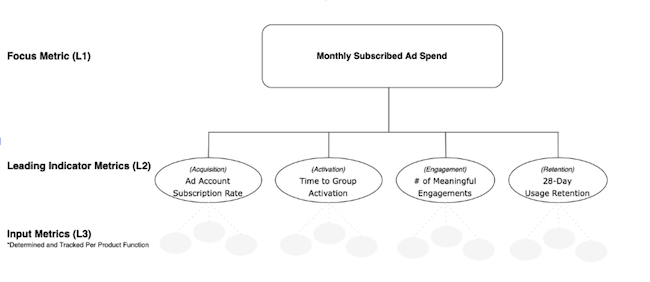 Focus Metric (L1)
Monthly Subscribed Ad Spend
Leading Indicator Metrics (L2)
(Acquisition)
Ad Account
Subscription Rate
(Activation)
Time to Group
Activation
(Engagement)
# of Meaningful
Engagements
(Retention)
28-Day
Usage Retention
Input Metrics (L3)
*Determined and Tracked Per Product Function